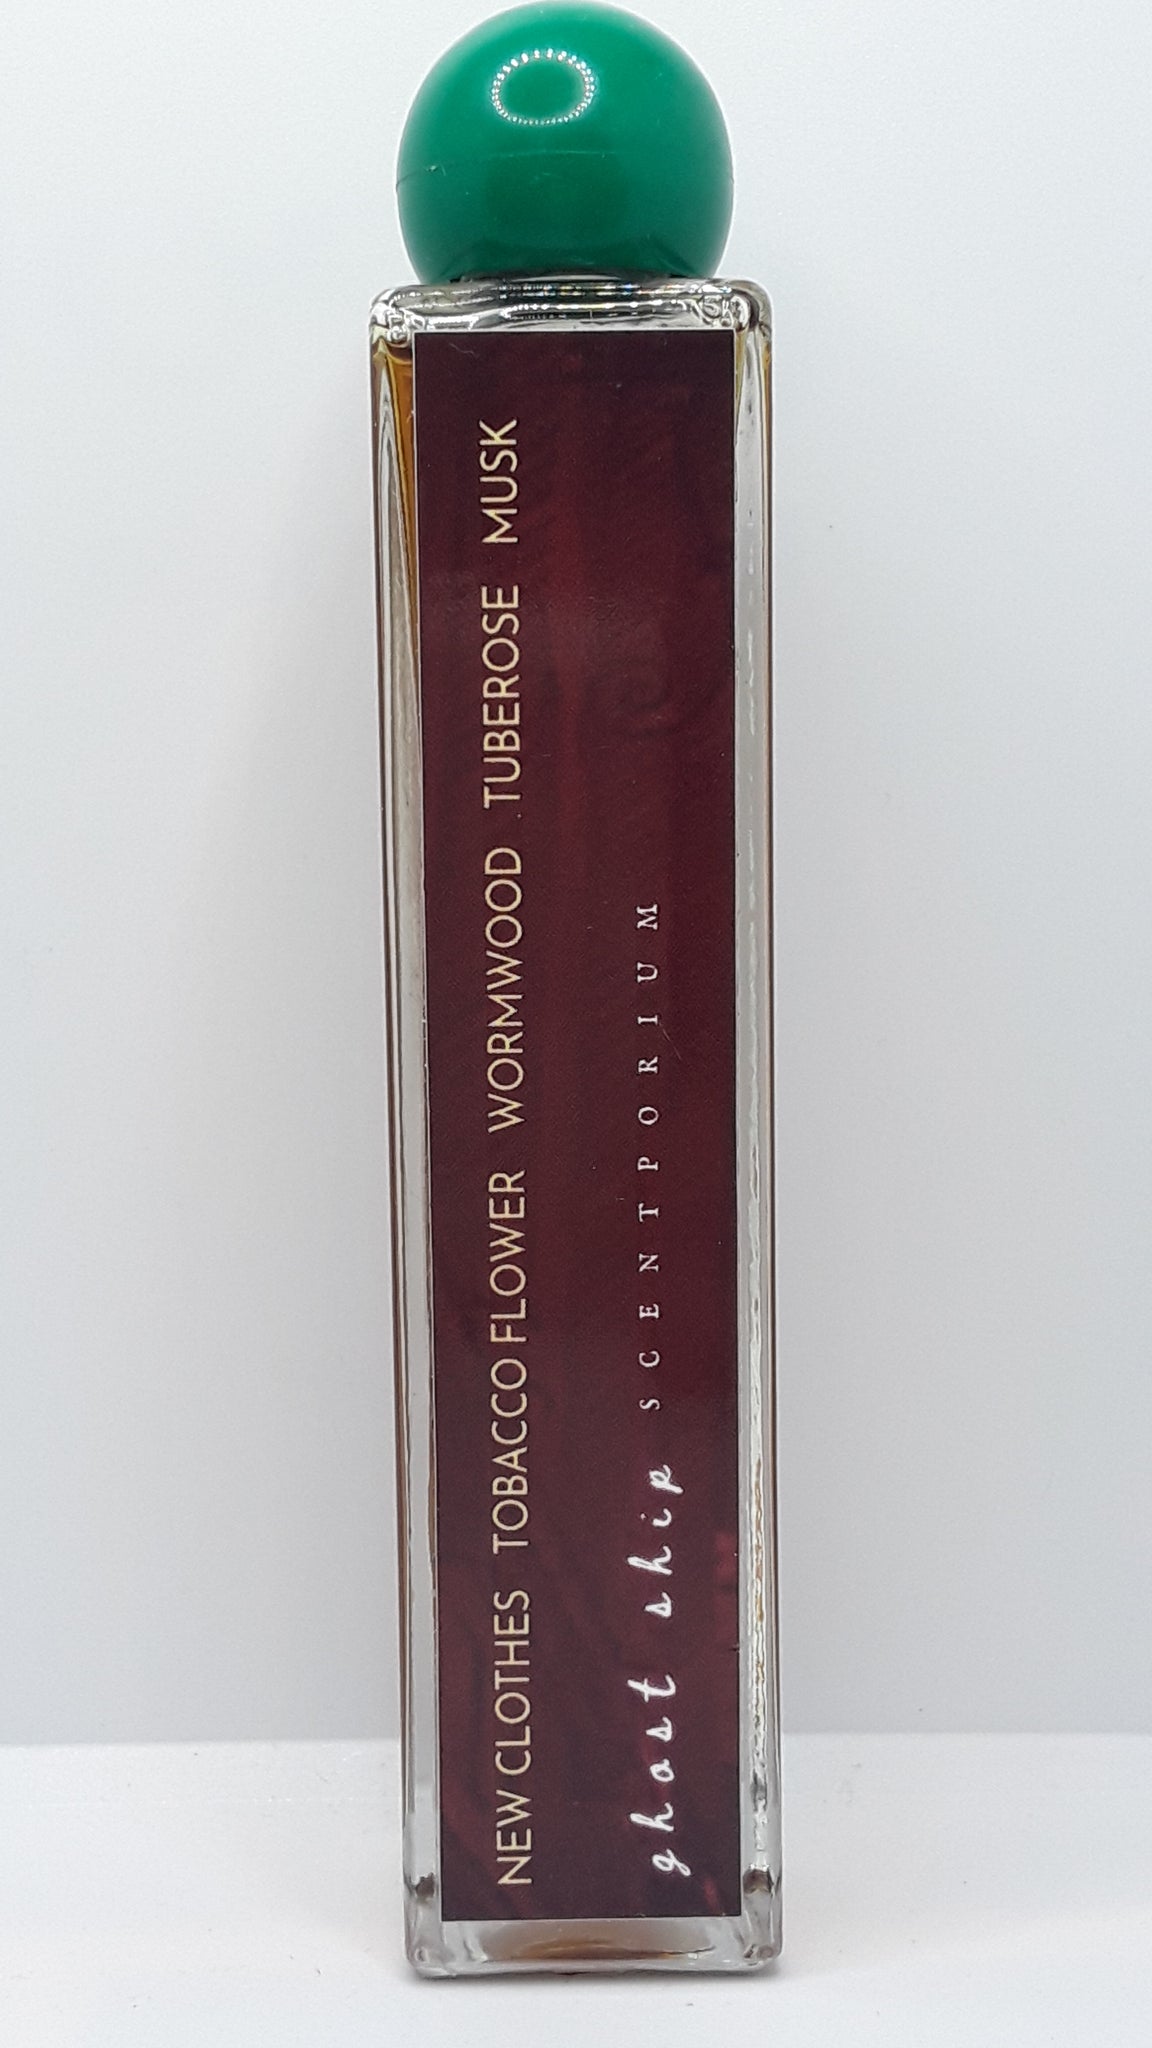 NEW CLOTHES TOBACCO FLOWER WORMWOOD TUBEROSE MUSK
ghost ship SCENTPORIUM